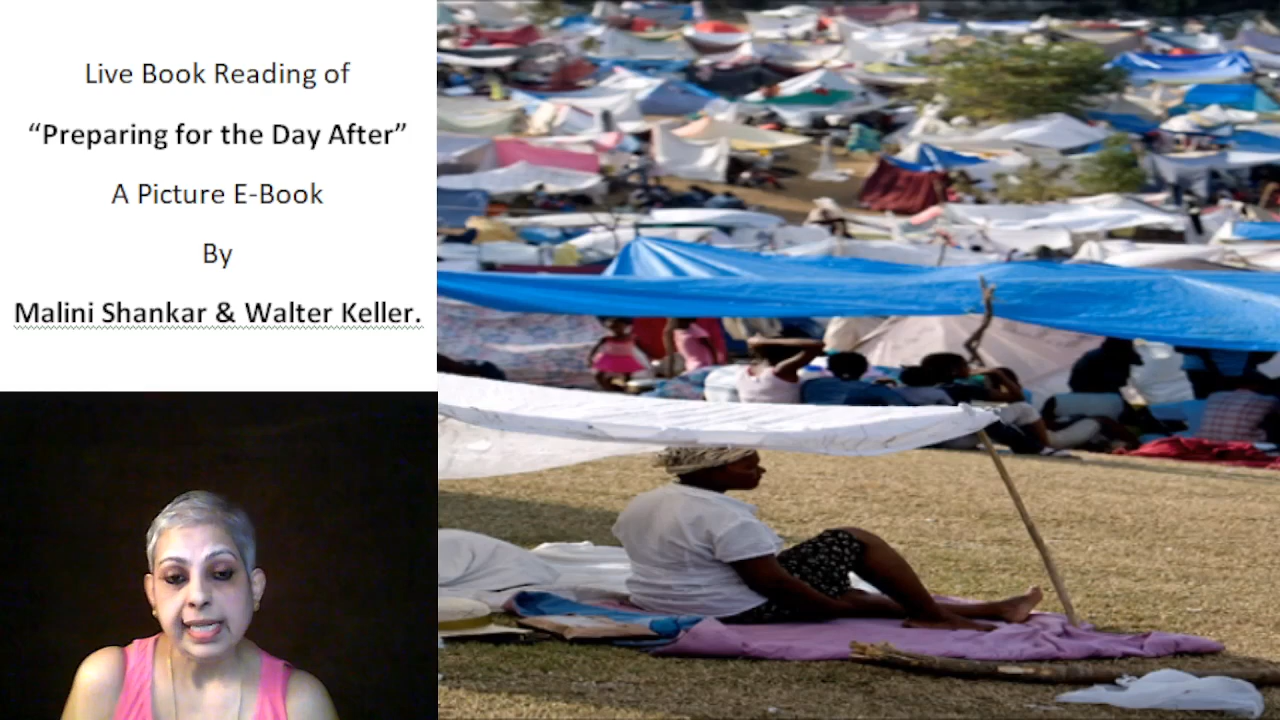 Live Book Reading of
“Preparing for the Day After”
A Picture E-Book
By
Malini Shankar & Walter Keller.